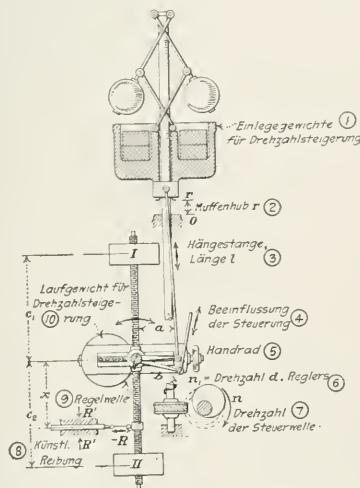 Einlegegewichte ①
für Drehzahlsteigerung
r
0
Muffenhub r ②
Hängestange,
Länge l ③
I
c₁
Laufgewicht für
Drehzahlsteige-
⑩ rung
a
Beeinflussung ④
der Steuerung
Handrad ⑤
b
n₁ = Drehzahl d. Reglers ⑥
n
Drehzahl ⑦
der Steuerwelle.
x
⑨ Regelwelle
c₂
R'
R
⑧ Künstl. R'
Reibung
II